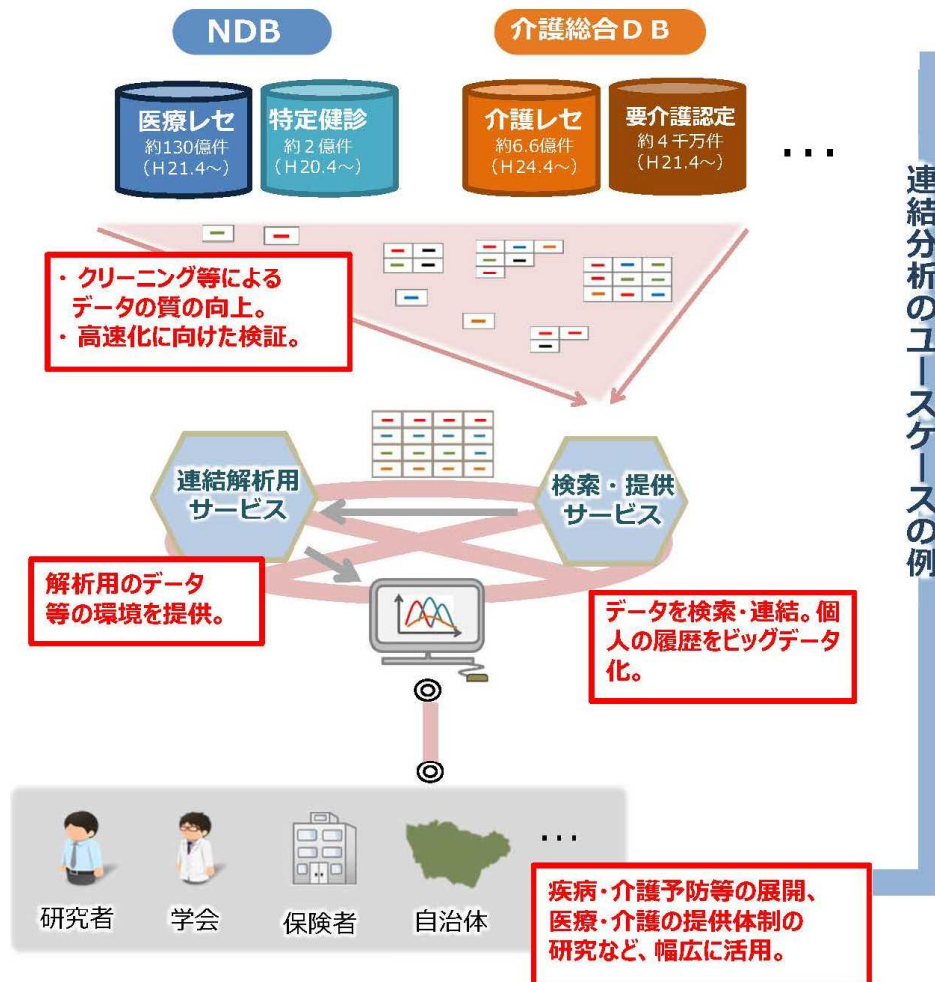 NDB
介護総合DB
医療レセ
約130億件
(H21.4～)
特定健診
約2億件
(H20.4～)
介護レセ
約6.6億件
(H24.4～)
要介護認定
約4千万件
(H21.4～)
…
・ クリーニング等による
データの質の向上。
・ 高速化に向けた検証。
連結解析用
サービス
検索・提供
サービス
解析用のデータ
等の環境を提供。
データを検索・連結。個
人の履歴をビッグデータ
化。
研究者
学会
保険者
自治体
…
疾病・介護予防等の展開、
医療・介護の提供体制の
研究など、幅広に活用。
連結分析のユースケースの例